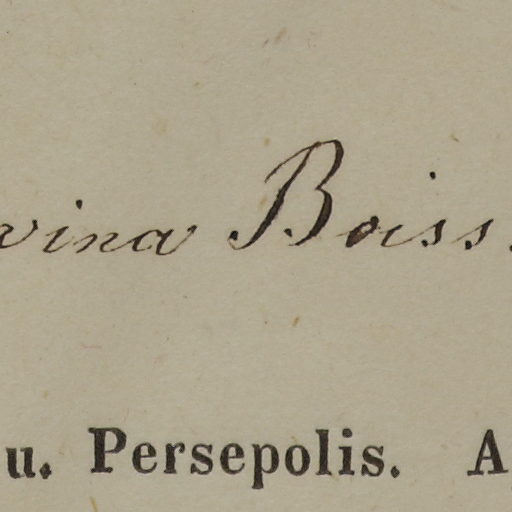 vina Boiss.
u. Persepolis. A